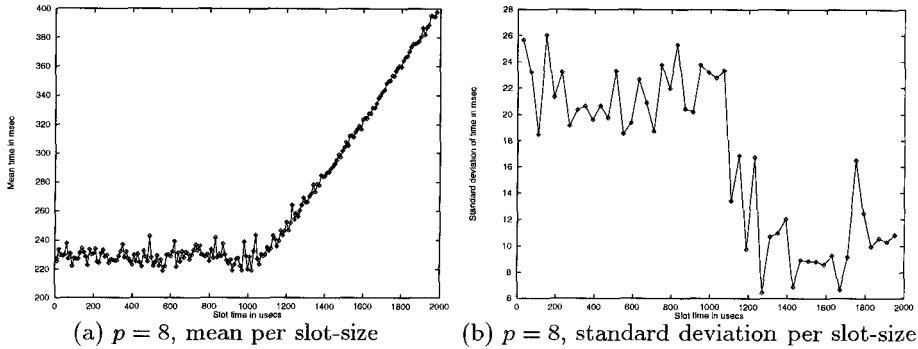 400
380
360
340
320
300
280
260
240
220
200
Mean time in msec
0 200 400 600 800 1000 1200 1400 1600 1800 2000
Slot time in usecs
(a) p = 8, mean per slot-size
28
26
24
22
20
18
16
14
12
10
8
6
Standard deviation of time in msec
0 200 400 600 800 1000 1200 1400 1600 1800 2000
Slot time in usecs
(b) p = 8, standard deviation per slot-size